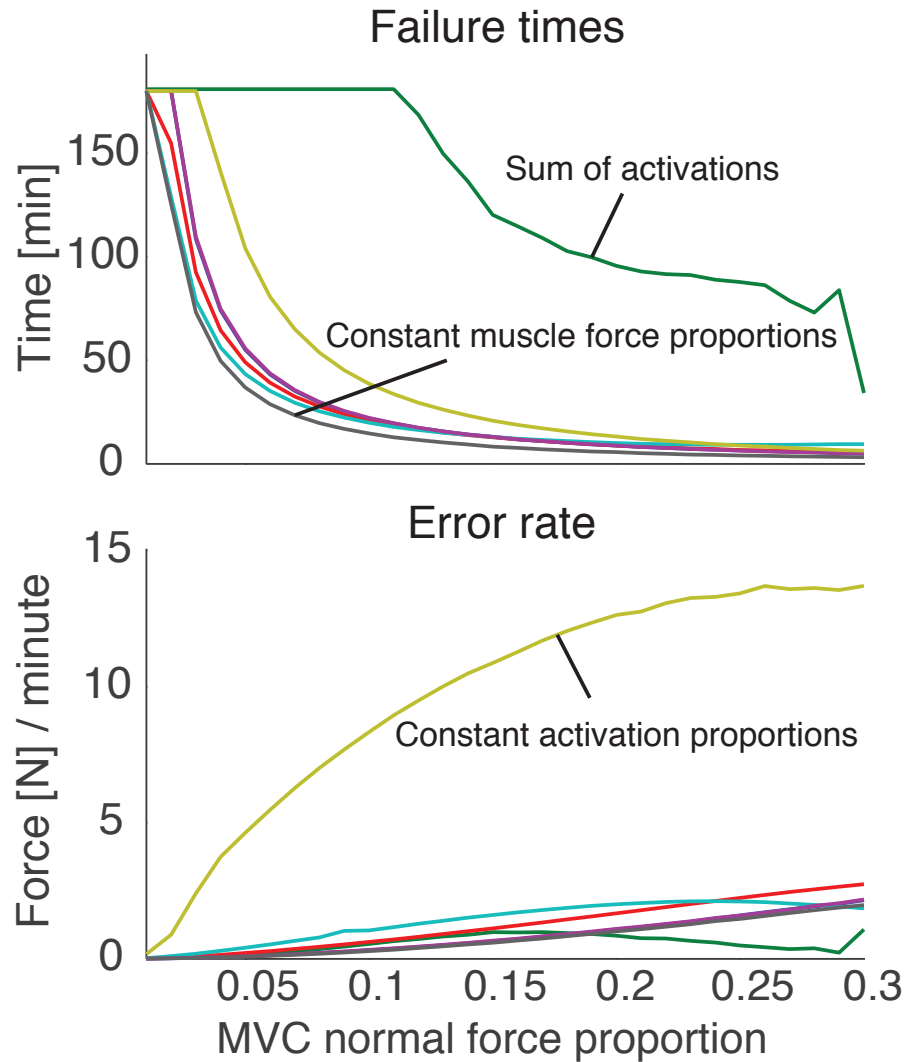 Failure times
Time [min]
150
100
50
0
Sum of activations
Constant muscle force proportions
Error rate
Force [N] / minute
15
10
5
0
Constant activation proportions
0.05 0.1 0.15 0.2 0.25 0.3
MVC normal force proportion